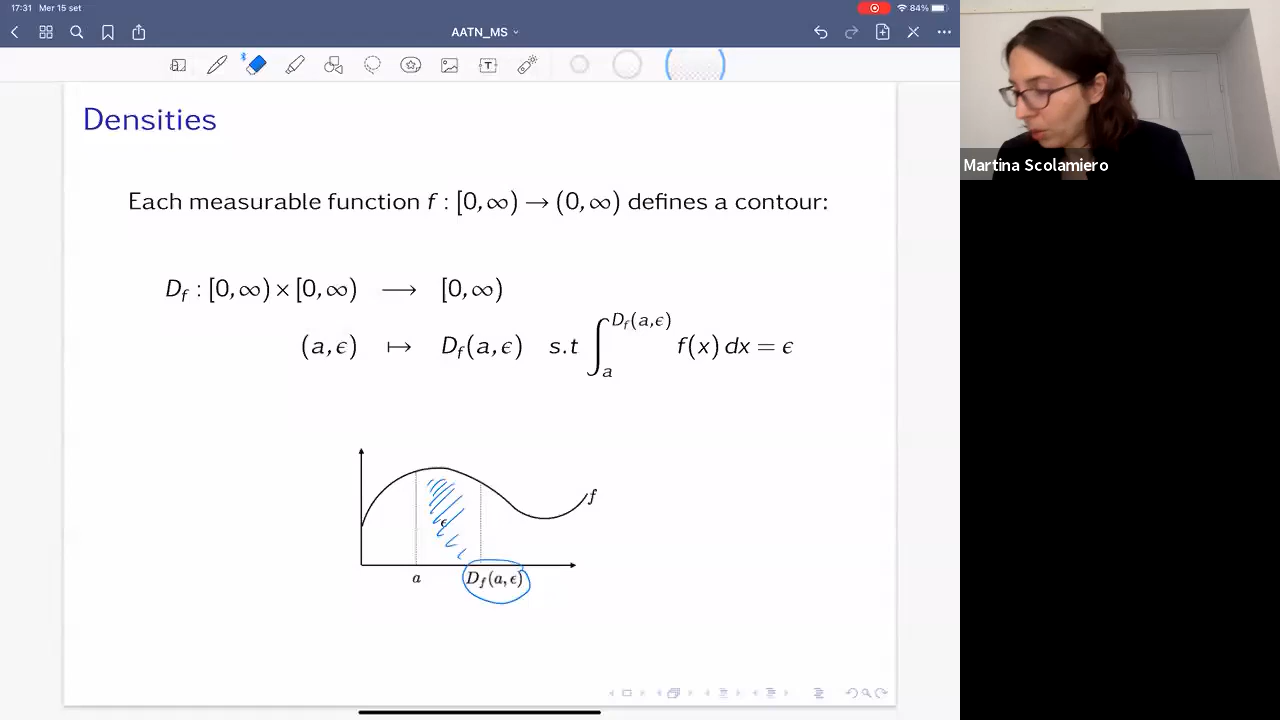 17:31 Mer 15 set
84%
AATN_MS
T
Martina Scolamiero
Densities
Each measurable function f : [0, ∞) → (0, ∞) defines a contour:
D_f : [0, ∞) × [0, ∞) ⟶ [0, ∞)
(a, ϵ) ↦ D_f(a, ϵ) s.t ∫_a^{D_f(a,ϵ)} f(x) dx = ϵ
f
ϵ
a D_f(a, ϵ)